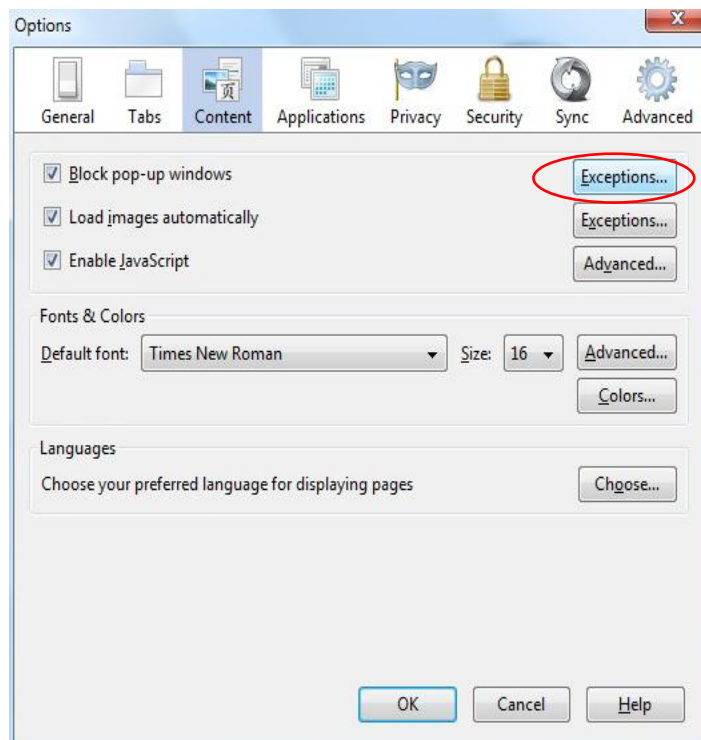 Options
X
General Tabs Content Applications Privacy Security Sync Advanced
页
Block pop-up windows Exceptions...
Load images automatically Exceptions...
Enable JavaScript Advanced...
Fonts & Colors
Default font: Times New Roman Size: 16 Advanced...
Colors...
Languages
Choose your preferred language for displaying pages Choose...
OK Cancel Help